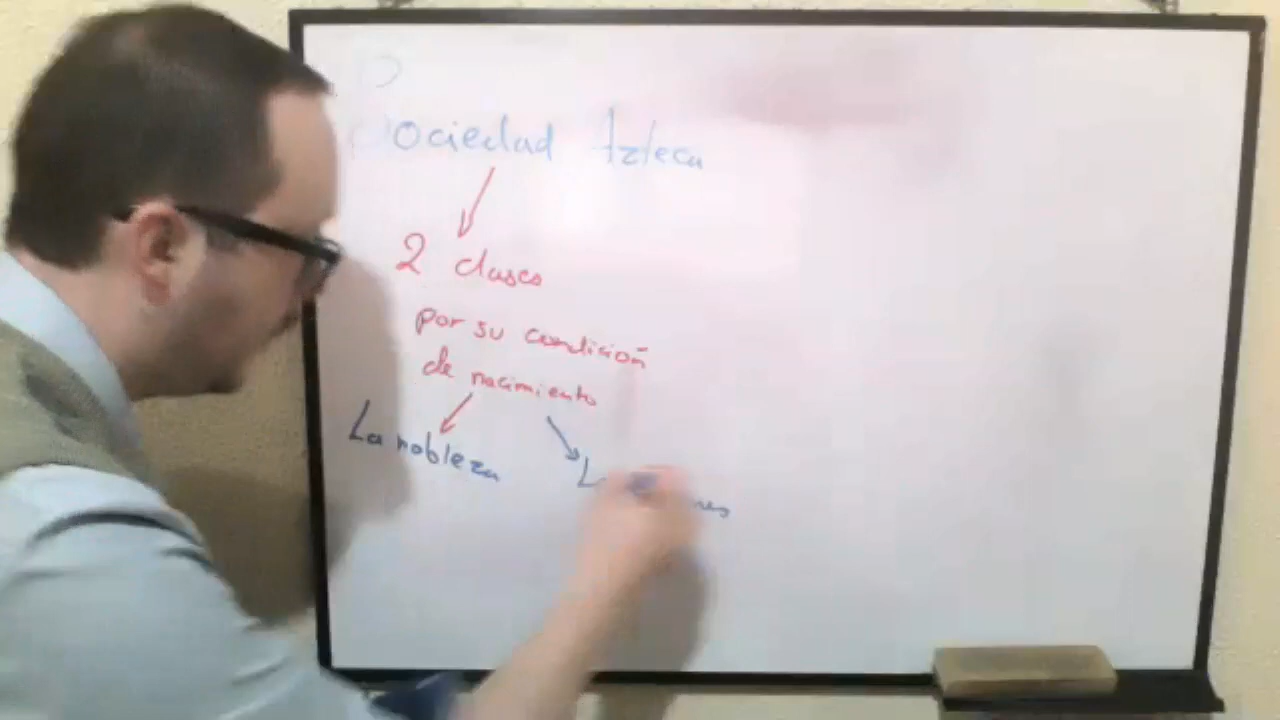 Sociedad Azteca
2 clases
por su condición
de nacimiento
La nobleza